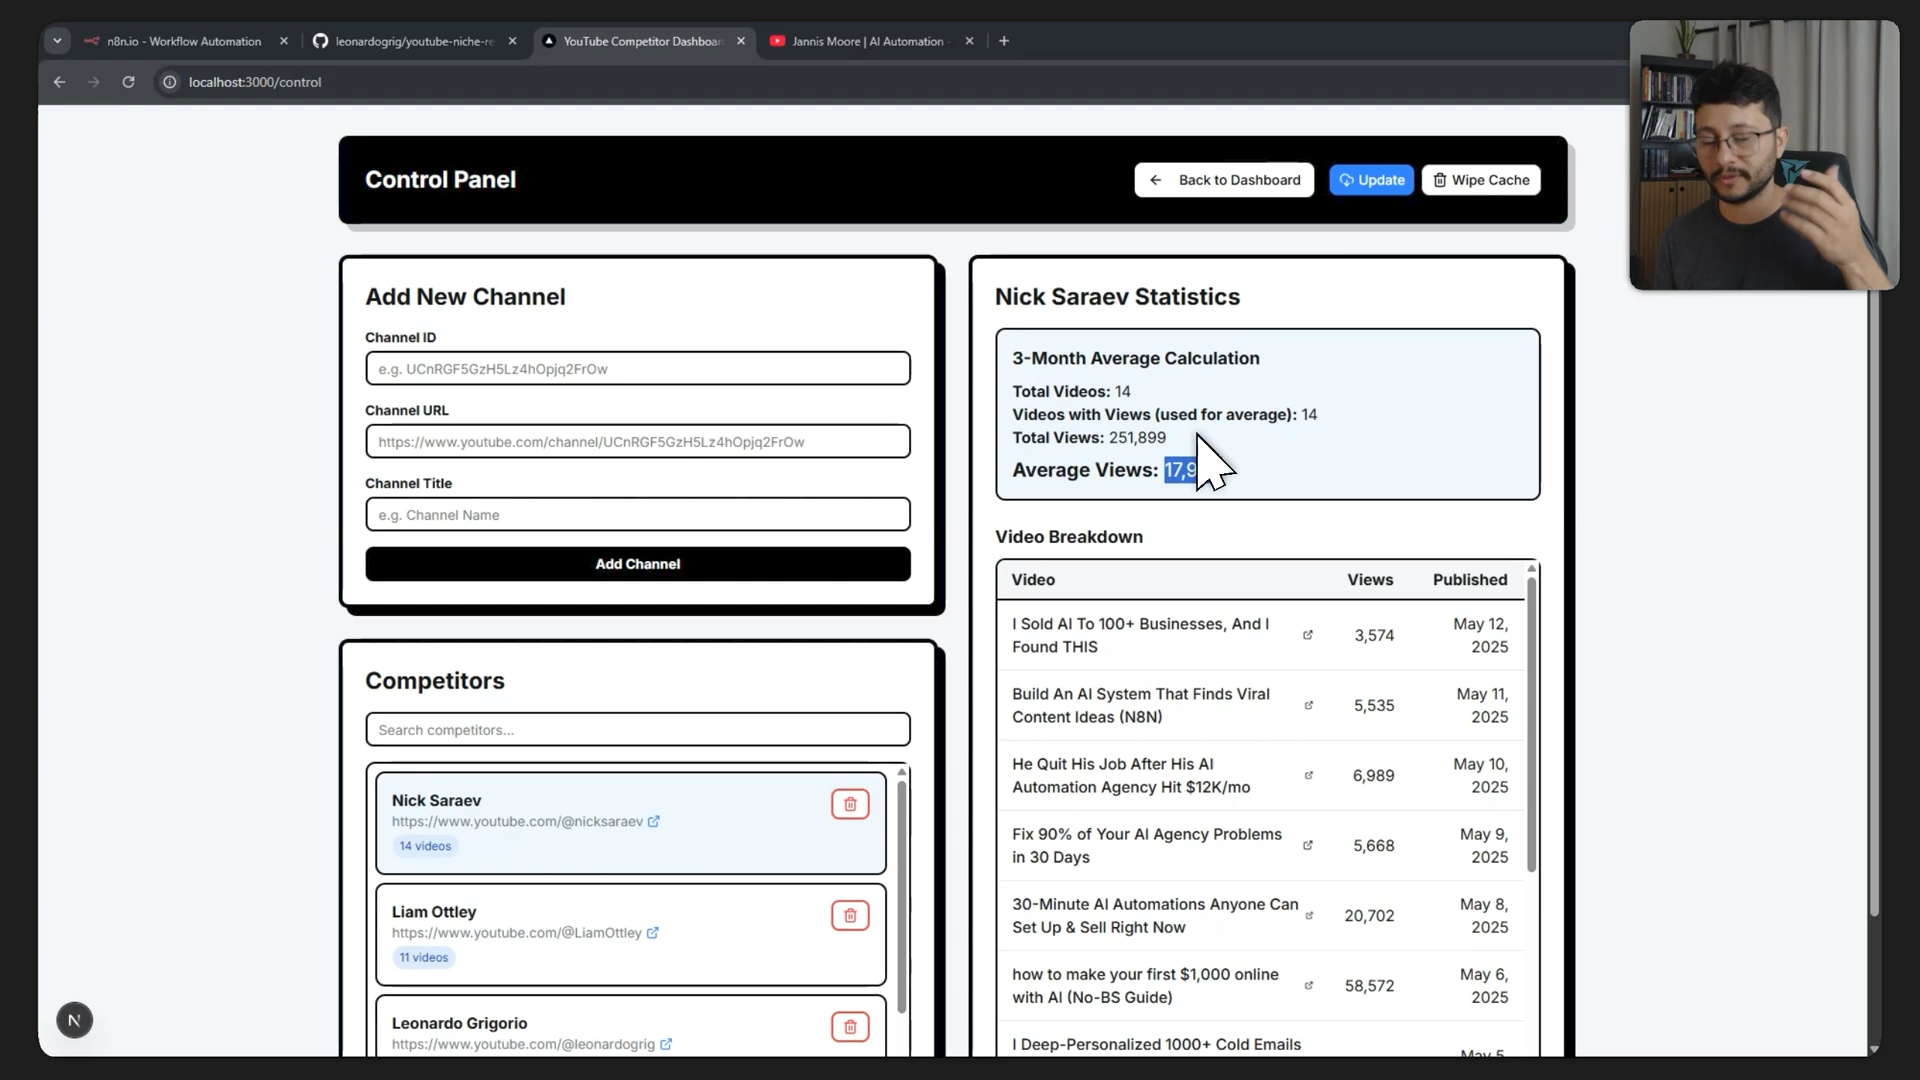 n8n.io - Workflow Automation
leonardogrig/youtube-niche-re
YouTube Competitor Dashboar
Jannis Moore | AI Automation -
localhost:3000/control
Control Panel
Back to Dashboard
Update
Wipe Cache
Add New Channel
Channel ID
e.g. UCnRGF5GzH5Lz4hOpjq2FrOw
Channel URL
https://www.youtube.com/channel/UCnRGF5GzH5Lz4hOpjq2FrOw
Channel Title
e.g. Channel Name
Add Channel
Competitors
Search competitors...
Nick Saraev
https://www.youtube.com/@nicksaraev
14 videos
Liam Ottley
https://www.youtube.com/@LiamOttley
11 videos
Leonardo Grigorio
https://www.youtube.com/@leonardogrig
N
Nick Saraev Statistics
3-Month Average Calculation
Total Videos: 14
Videos with Views (used for average): 14
Total Views: 251,899
Average Views: 17,9
Video Breakdown
Video Views Published
I Sold AI To 100+ Businesses, And I
Found THIS
3,574
May 12,
2025
Build An AI System That Finds Viral
Content Ideas (N8N)
5,535
May 11,
2025
He Quit His Job After His AI
Automation Agency Hit $12K/mo
6,989
May 10,
2025
Fix 90% of Your AI Agency Problems
in 30 Days
5,668
May 9,
2025
30-Minute AI Automations Anyone Can
Set Up & Sell Right Now
20,702
May 8,
2025
how to make your first $1,000 online
with AI (No-BS Guide)
58,572
May 6,
2025
I Deep-Personalized 1000+ Cold Emails
May 5,